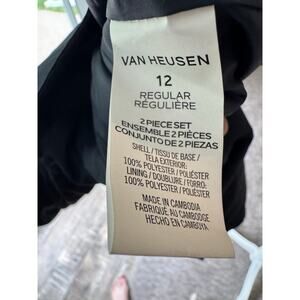 VAN HEUSEN
12
REGULAR
RÉGULIÈRE
2 PIECE SET
ENSEMBLE 2 PIÈCES
CONJUNTO DE 2 PIEZAS
SHELL / TISSU DE BASE /
TELA EXTERIOR:
100% POLYESTER / POLIÉSTER
LINING / DOUBLURE / FORRO:
100% POLYESTER / POLIÉSTER
MADE IN CAMBODIA
FABRIQUÉ AU CAMBODGE
HECHO EN CAMBOYA